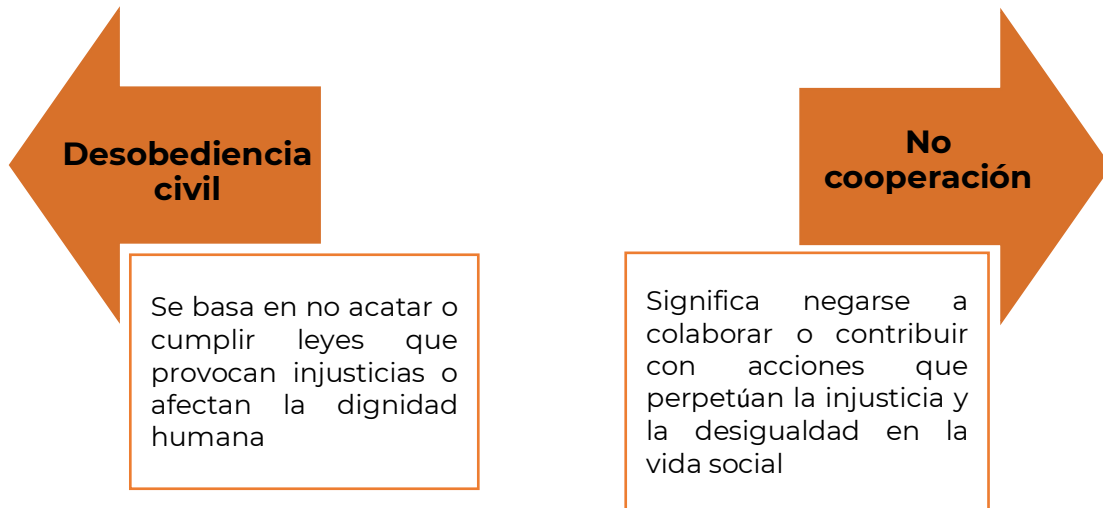 Desobediencia
civil
Se basa en no acatar o
cumplir leyes que
provocan injusticias o
afectan la dignidad
humana
No
cooperación
Significa negarse a
colaborar o contribuir
con acciones que
perpetúan la injusticia y
la desigualdad en la
vida social